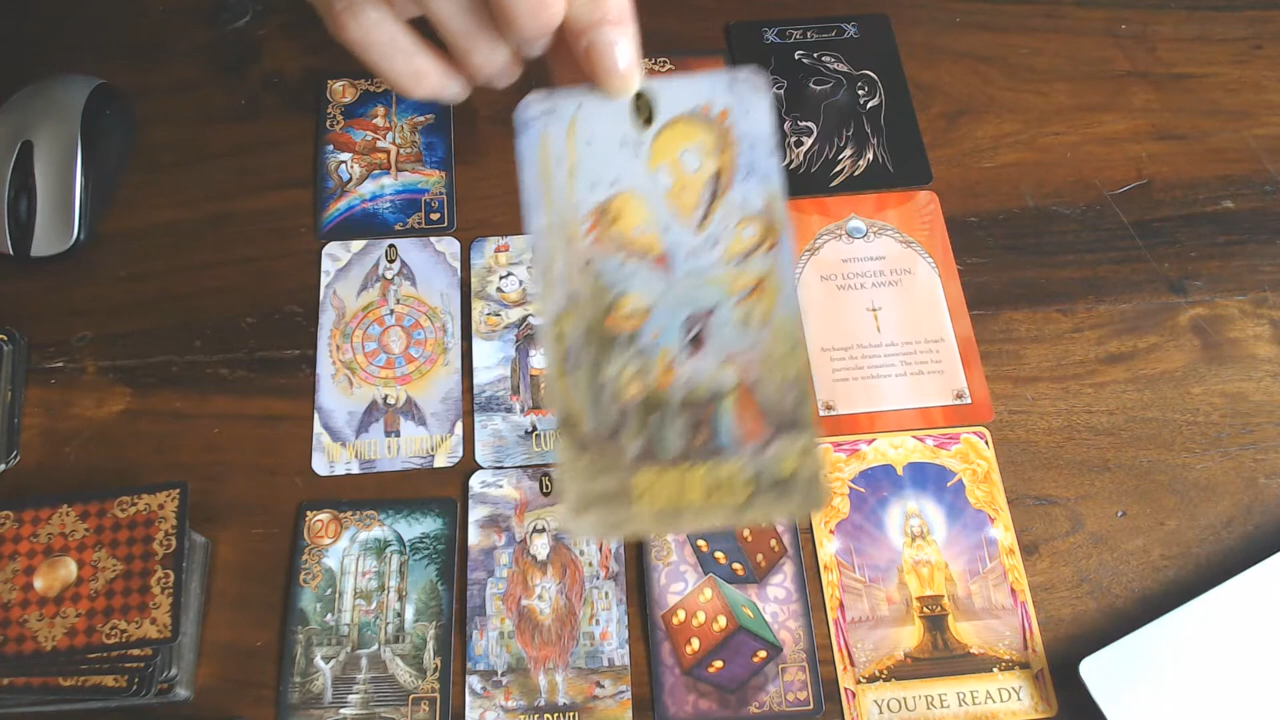 The Hermit
1
9
10
THE WHEEL OF FORTUNE
CUPS
WITHDRAW
NO LONGER FUN,
WALK AWAY!
Archangel Michael asks you to detach
from the drama associated with a
particular situation. The time has
come to withdraw and walk away.
20
8
15
THE DEVIL
YOU'RE READY